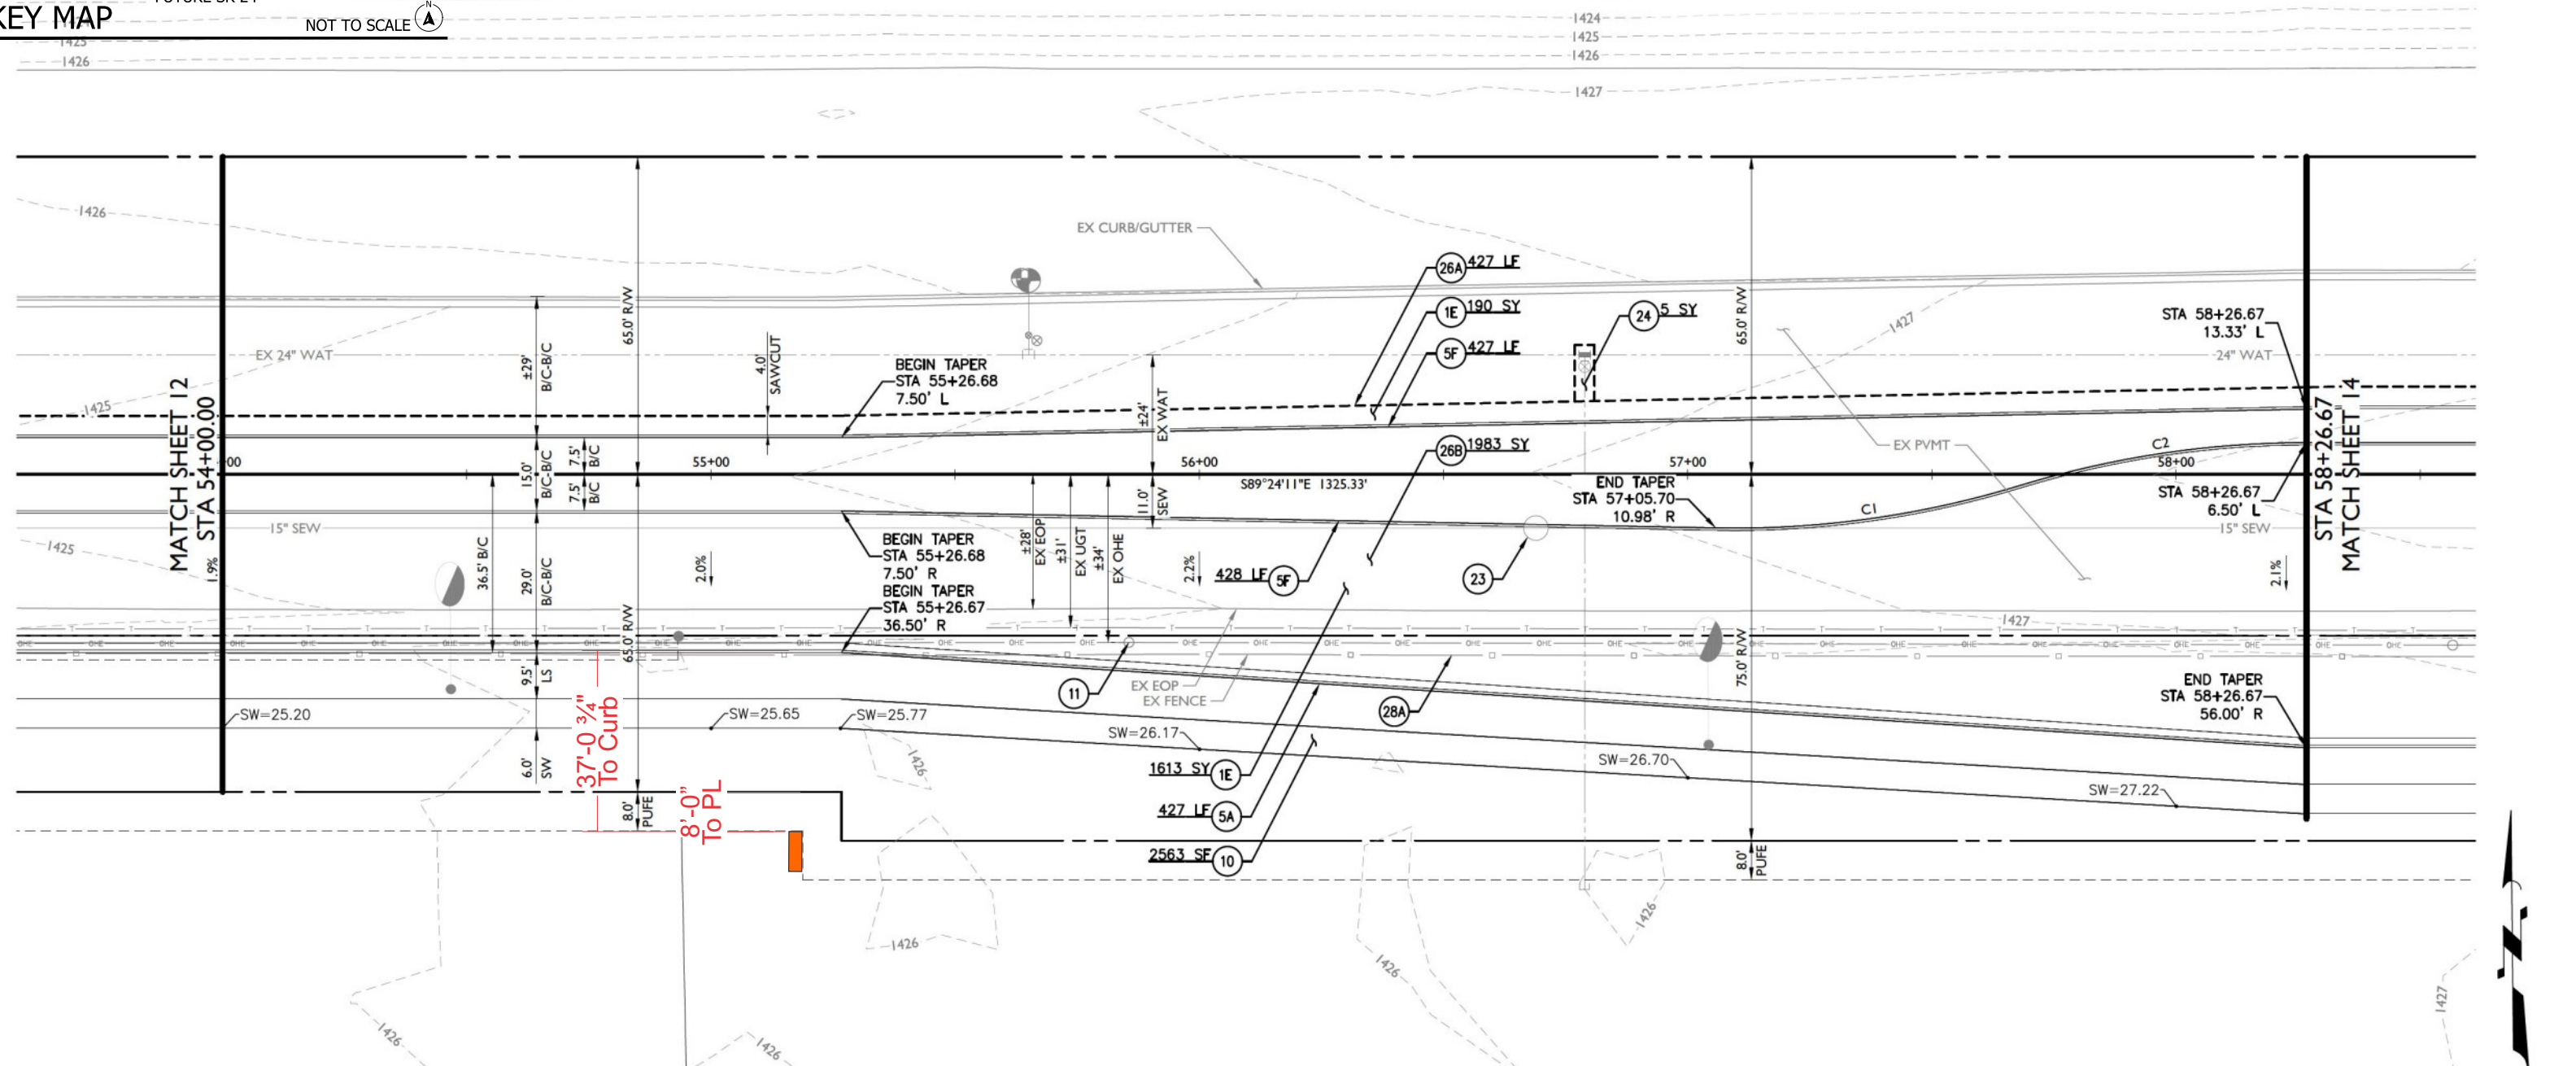 KEY MAP
NOT TO SCALE
N
1424
1425
1426
1425
1426
1427
1426
EX CURB/GUTTER
26A 427 LF
1E 190 SY
5F 427 LF
24 5 SY
STA 58+26.67
13.33' L
65.0' R/W
65.0' R/W
±29'
B/C-B/C
EX 24" WAT
24" WAT
4.0'
SAWCUT
BEGIN TAPER
STA 55+26.68
7.50' L
±24'
EX WAT
1427
1425
MATCH SHEET 12
STA 54+00.00
15.0'
B/C-B/C
7.5'
B/C
7.5'
B/C
55+00
56+00
57+00
58+00
S89°24'11"E 1325.33'
26B 1983 SY
EX PVMT
C2
C1
END TAPER
STA 57+05.70
10.98' R
STA 58+26.67
6.50' L
STA 58+26.67
MATCH SHEET 14
15" SEW
15" SEW
11.0'
SEW
1425
1.9%
36.5' B/C
29.0'
B/C-B/C
2.0%
BEGIN TAPER
STA 55+26.68
7.50' R
BEGIN TAPER
STA 55+26.67
36.50' R
±28'
EX EOP
±31'
EX UGT
±34'
EX OHE
2.2%
428 LF 5F
23
2.1%
65.0' R/W
75.0' R/W
1427
9.5'
LS
11
EX EOP
EX FENCE
28A
END TAPER
STA 58+26.67
56.00' R
SW=25.20
SW=25.65
SW=25.77
SW=26.17
SW=26.70
SW=27.22
6.0'
SW
37'-0 ¾"
To Curb
8'-0"
To PL
8.0'
PUFE
1613 SY 1E
427 LF 5A
2563 SF 10
8.0'
PUFE
1426
1426
1426
1426
1426
1426
1427